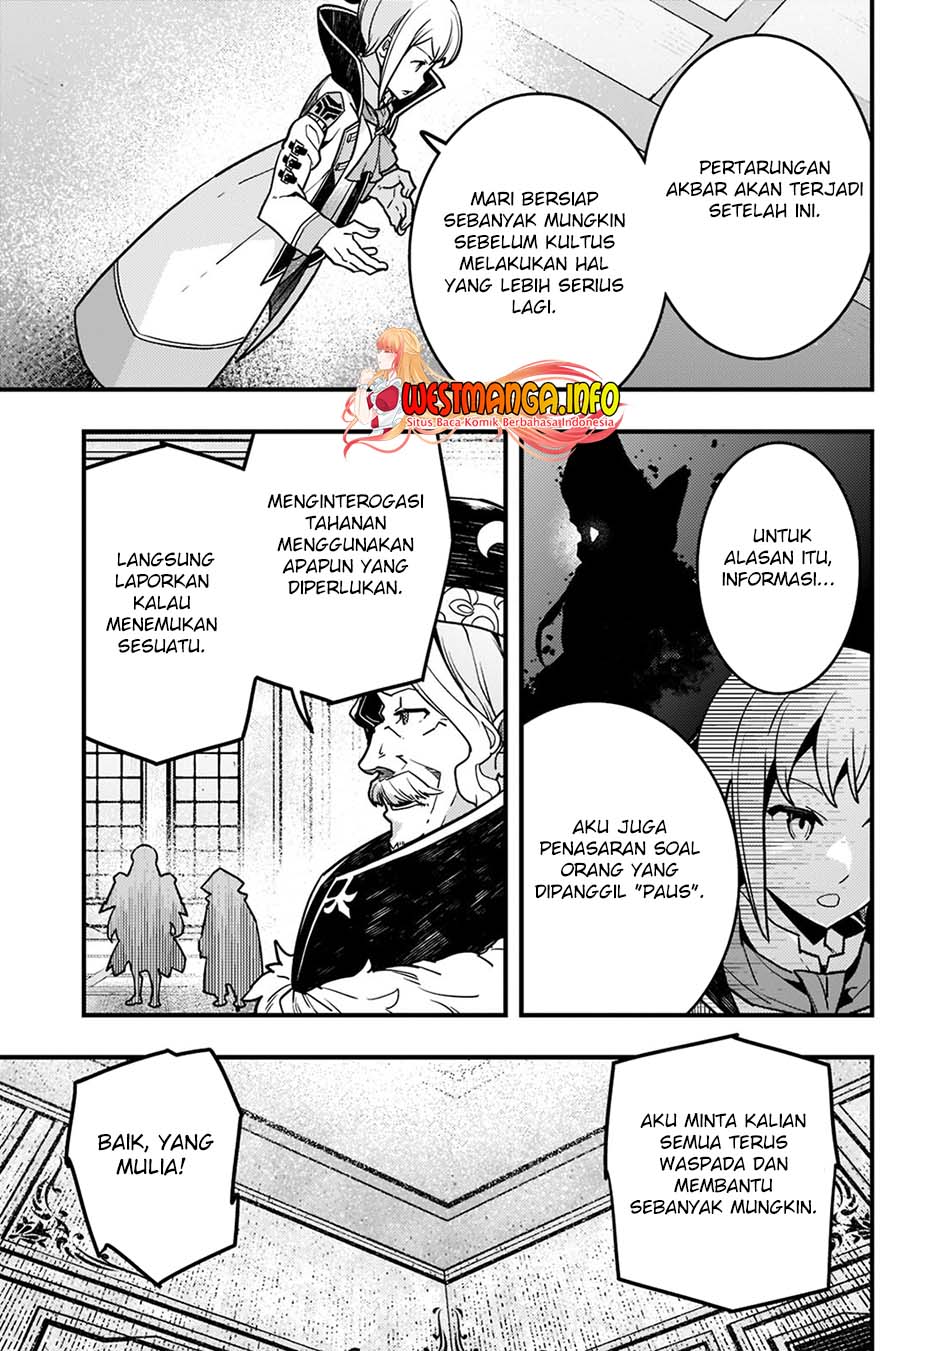 PERTARUNGAN
AKBAR AKAN TERJADI
SETELAH INI.
MARI BERSIAP
SEBANYAK MUNGKIN
SEBELUM KULTUS
MELAKUKAN HAL
YANG LEBIH SERIUS
LAGI.
WESTMANGA.INFO
Situs Baca Komik Berbahasa Indonesia
UNTUK
ALASAN ITU,
INFORMASI...
AKU JUGA
PENASARAN SOAL
ORANG YANG
DIPANGGIL "PAUS".
MENGINTEROGASI
TAHANAN
MENGGUNAKAN
APAPUN YANG
DIPERLUKAN.
LANGSUNG
LAPORKAN
KALAU
MENEMUKAN
SESUATU.
AKU MINTA KALIAN
SEMUA TERUS
WASPADA DAN
MEMBANTU
SEBANYAK MUNGKIN.
BAIK, YANG
MULIA!